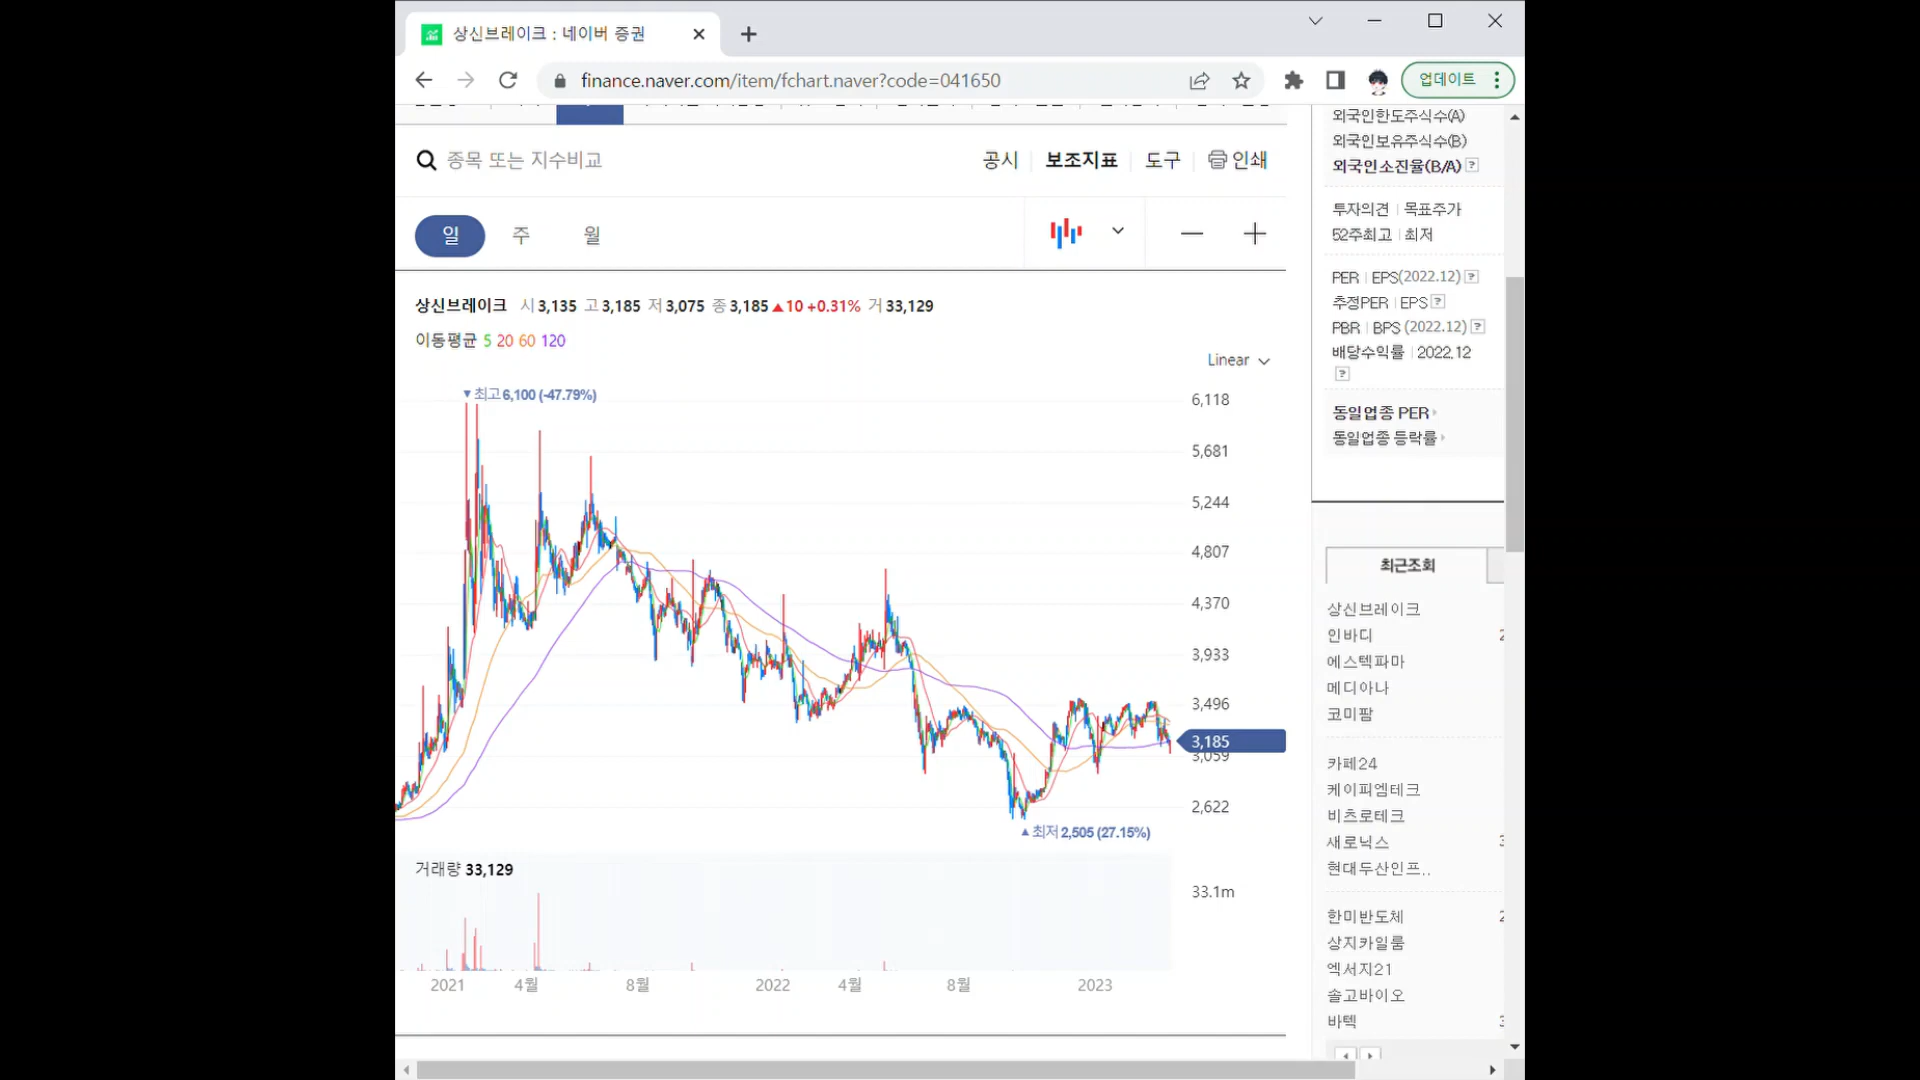 상신브레이크 : 네이버 증권
finance.naver.com/item/fchart.naver?code=041650
업데이트
종목 또는 지수비교
공시
보조지표
도구
인쇄
일
주
월
상신브레이크 시 3,135 고 3,185 저 3,075 종 3,185 ▲10 +0.31% 거 33,129
이동평균 5 20 60 120
Linear
▼최고 6,100 (-47.79%)
6,118
5,681
5,244
4,807
4,370
3,933
3,496
3,185
3,059
2,622
▲최저 2,505 (27.15%)
거래량 33,129
33.1m
2021
4월
8월
2022
4월
8월
2023
외국인한도주식수(A)
외국인보유주식수(B)
외국인소진율(B/A) ?
투자의견 | 목표주가
52주최고 | 최저
PER | EPS(2022.12) ?
추정PER | EPS ?
PBR | BPS (2022.12) ?
배당수익률 | 2022.12
?
동일업종 PER
동일업종 등락률
최근조회
상신브레이크
인바디
에스텍파마
메디아나
코미팜
카페24
케이피엠테크
비츠로테크
새로닉스
현대두산인프..
한미반도체
상지카일룸
엑서지21
솔고바이오
바텍